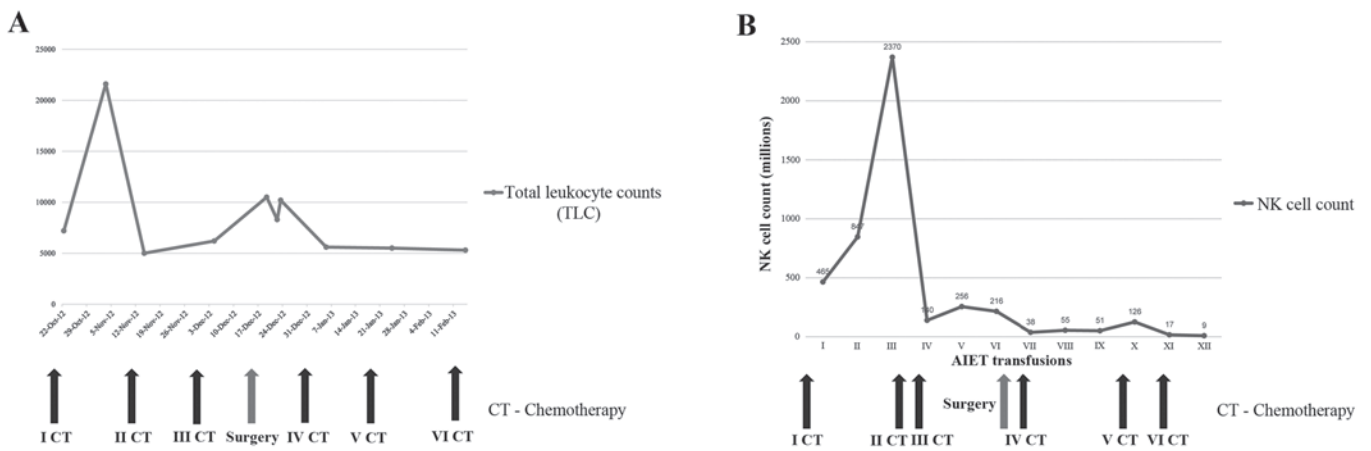 A
25000
20000
15000
10000
5000
0
22-Oct-12
29-Oct-12
5-Nov-12
12-Nov-12
19-Nov-12
26-Nov-12
3-Dec-12
10-Dec-12
17-Dec-12
24-Dec-12
31-Dec-12
7-Jan-13
14-Jan-13
21-Jan-13
28-Jan-13
4-Feb-13
11-Feb-13
Total leukocyte counts
(TLC)
I CT
II CT
III CT
Surgery
IV CT
V CT
VI CT
CT - Chemotherapy
B
NK cell count (millions)
2500
2000
1500
1000
500
0
465
847
2370
140
256
216
38
55
51
126
17
9
I
II
III
IV
V
VI
VII
VIII
IX
X
XI
XII
AIET transfusions
NK cell count
I CT
II CT
III CT
Surgery
IV CT
V CT
VI CT
CT - Chemotherapy